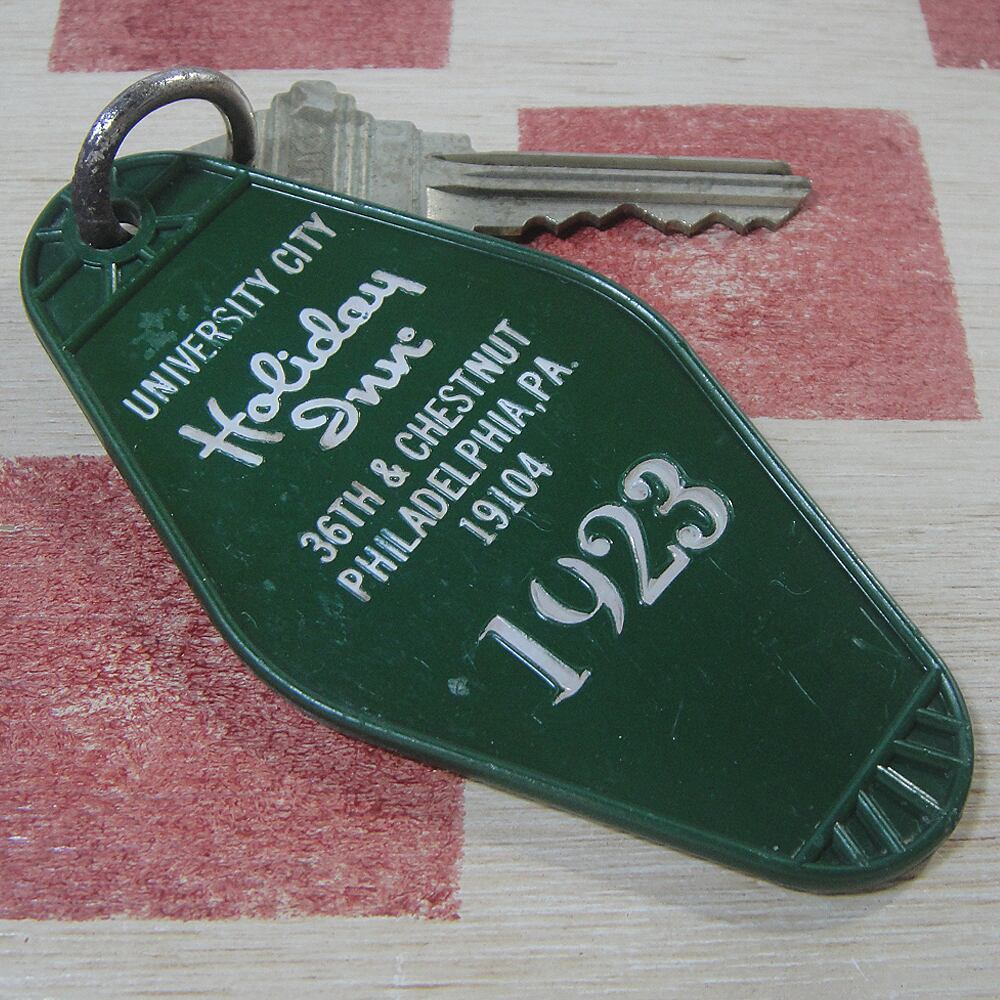 UNIVERSITY CITY
Holiday
Inn®
36TH & CHESTNUT
PHILADELPHIA, PA.
19104
1923